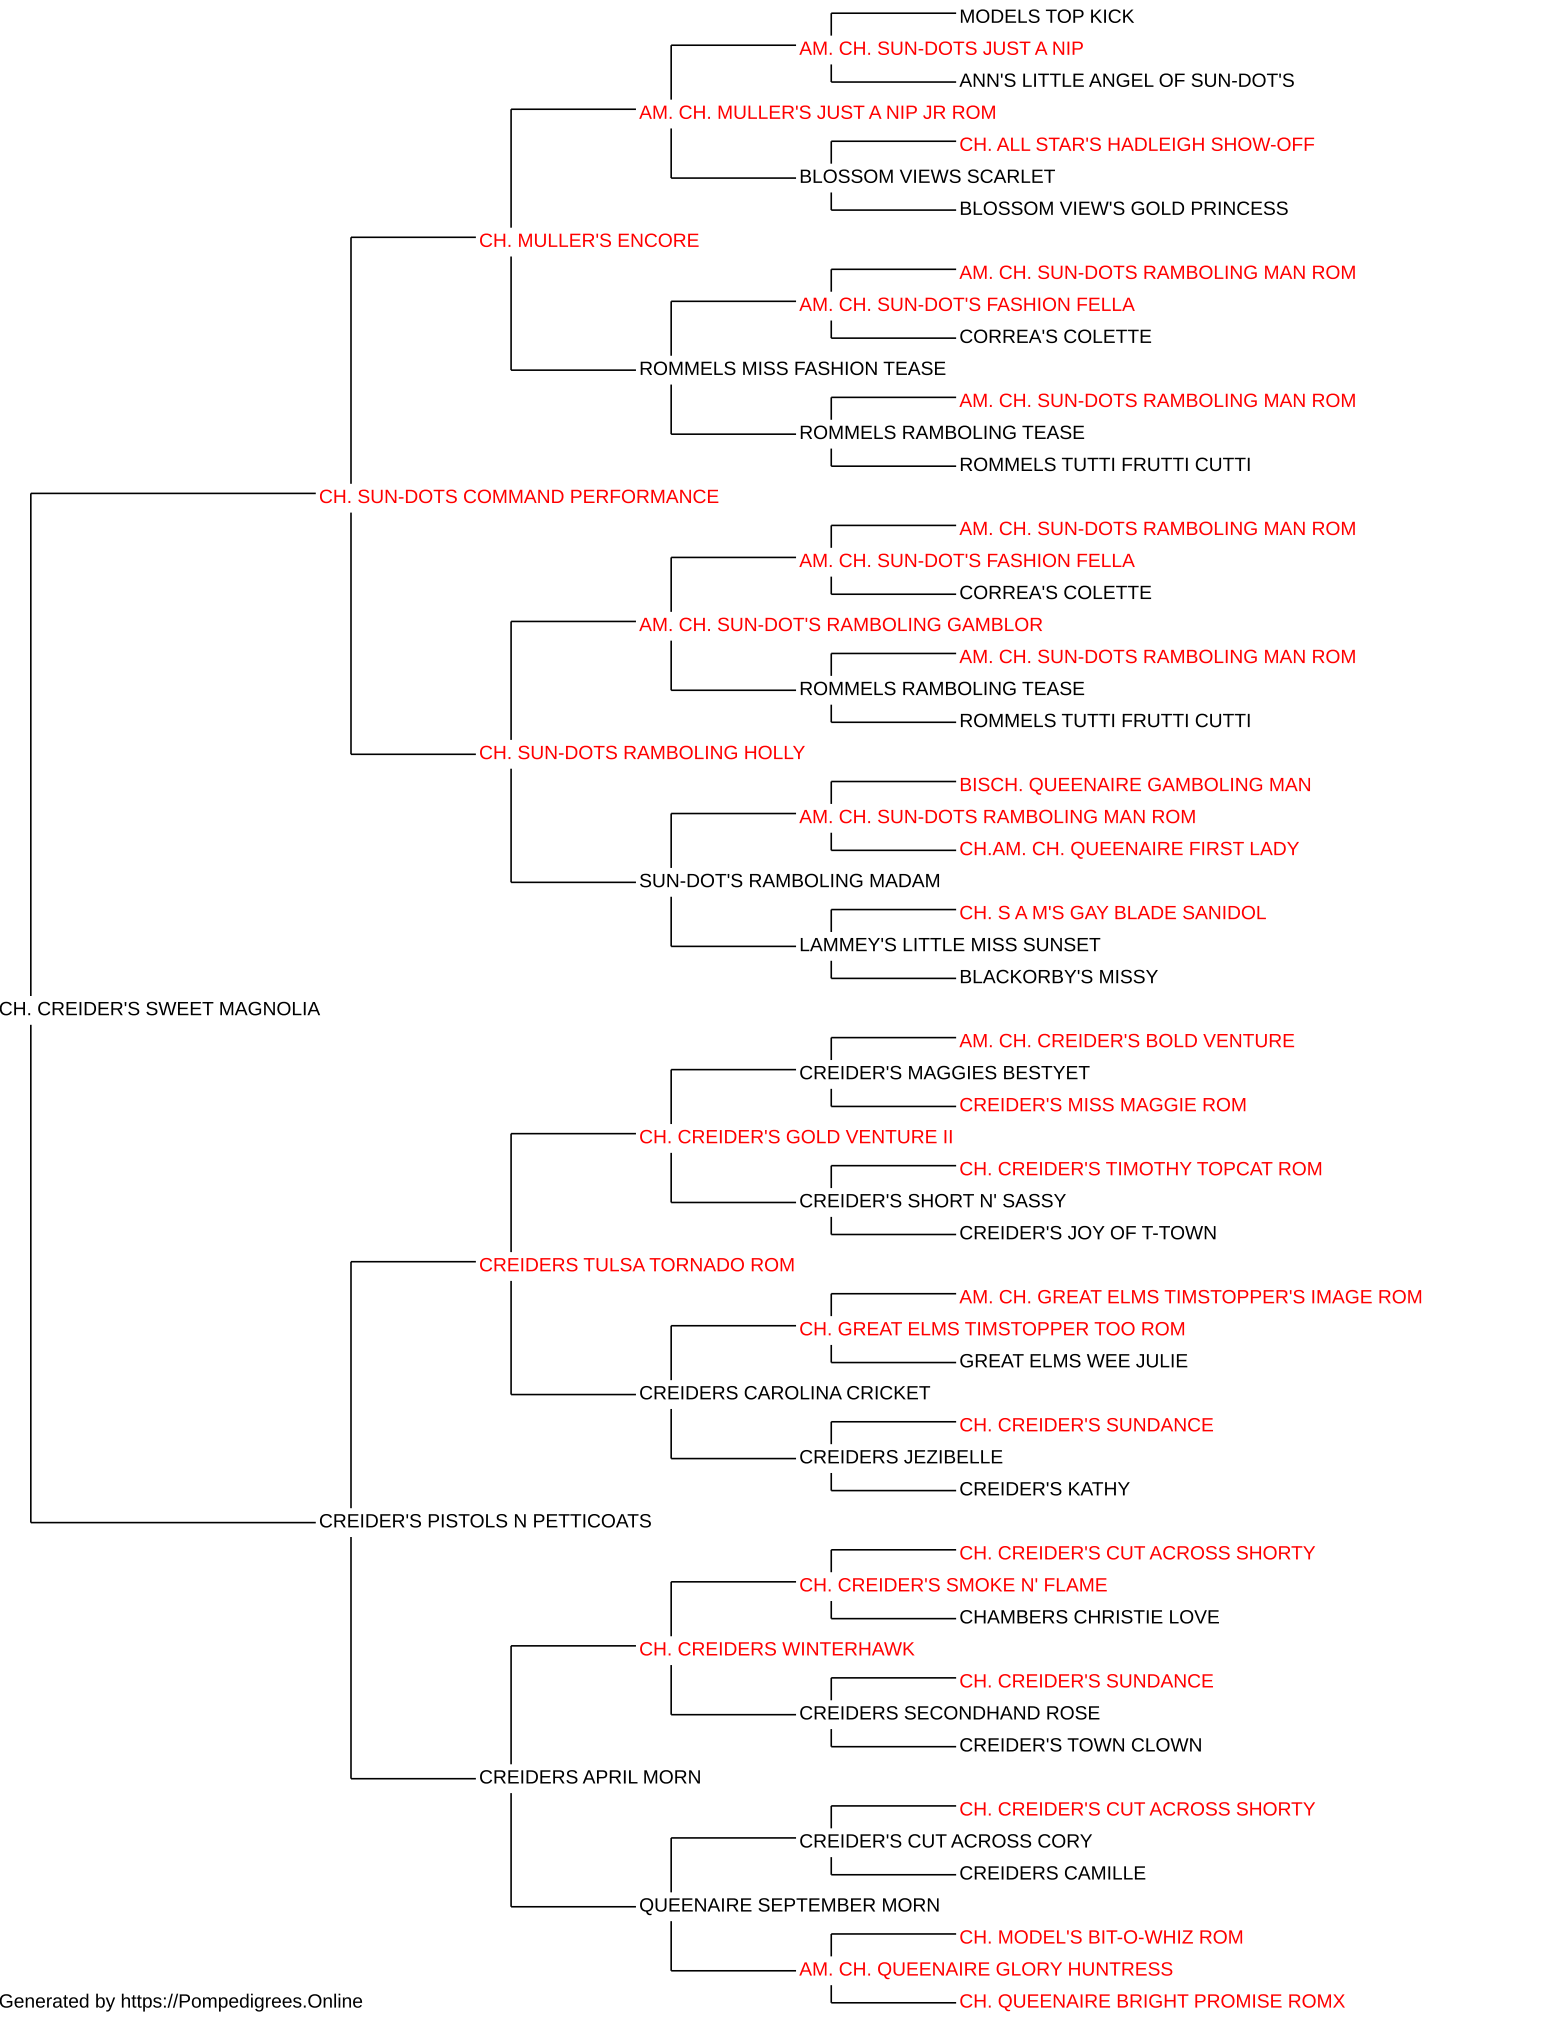 MODELS TOP KICK
AM. CH. SUN-DOTS JUST A NIP
ANN'S LITTLE ANGEL OF SUN-DOT'S
AM. CH. MULLER'S JUST A NIP JR ROM
CH. ALL STAR'S HADLEIGH SHOW-OFF
BLOSSOM VIEWS SCARLET
BLOSSOM VIEW'S GOLD PRINCESS
CH. MULLER'S ENCORE
AM. CH. SUN-DOTS RAMBOLING MAN ROM
AM. CH. SUN-DOT'S FASHION FELLA
CORREA'S COLETTE
ROMMELS MISS FASHION TEASE
AM. CH. SUN-DOTS RAMBOLING MAN ROM
ROMMELS RAMBOLING TEASE
ROMMELS TUTTI FRUTTI CUTTI
CH. SUN-DOTS COMMAND PERFORMANCE
AM. CH. SUN-DOTS RAMBOLING MAN ROM
AM. CH. SUN-DOT'S FASHION FELLA
CORREA'S COLETTE
AM. CH. SUN-DOT'S RAMBOLING GAMBLOR
AM. CH. SUN-DOTS RAMBOLING MAN ROM
ROMMELS RAMBOLING TEASE
ROMMELS TUTTI FRUTTI CUTTI
CH. SUN-DOTS RAMBOLING HOLLY
BISCH. QUEENAIRE GAMBOLING MAN
AM. CH. SUN-DOTS RAMBOLING MAN ROM
CH.AM. CH. QUEENAIRE FIRST LADY
SUN-DOT'S RAMBOLING MADAM
CH. S A M'S GAY BLADE SANIDOL
LAMMEY'S LITTLE MISS SUNSET
BLACKORBY'S MISSY
CH. CREIDER'S SWEET MAGNOLIA
AM. CH. CREIDER'S BOLD VENTURE
CREIDER'S MAGGIES BESTYET
CREIDER'S MISS MAGGIE ROM
CH. CREIDER'S GOLD VENTURE II
CH. CREIDER'S TIMOTHY TOPCAT ROM
CREIDER'S SHORT N' SASSY
CREIDER'S JOY OF T-TOWN
CREIDERS TULSA TORNADO ROM
AM. CH. GREAT ELMS TIMSTOPPER'S IMAGE ROM
CH. GREAT ELMS TIMSTOPPER TOO ROM
GREAT ELMS WEE JULIE
CREIDERS CAROLINA CRICKET
CH. CREIDER'S SUNDANCE
CREIDERS JEZIBELLE
CREIDER'S KATHY
CREIDER'S PISTOLS N PETTICOATS
CH. CREIDER'S CUT ACROSS SHORTY
CH. CREIDER'S SMOKE N' FLAME
CHAMBERS CHRISTIE LOVE
CH. CREIDERS WINTERHAWK
CH. CREIDER'S SUNDANCE
CREIDERS SECONDHAND ROSE
CREIDER'S TOWN CLOWN
CREIDERS APRIL MORN
CH. CREIDER'S CUT ACROSS SHORTY
CREIDER'S CUT ACROSS CORY
CREIDERS CAMILLE
QUEENAIRE SEPTEMBER MORN
CH. MODEL'S BIT-O-WHIZ ROM
AM. CH. QUEENAIRE GLORY HUNTRESS
CH. QUEENAIRE BRIGHT PROMISE ROMX
Generated by https://Pompedigrees.Online